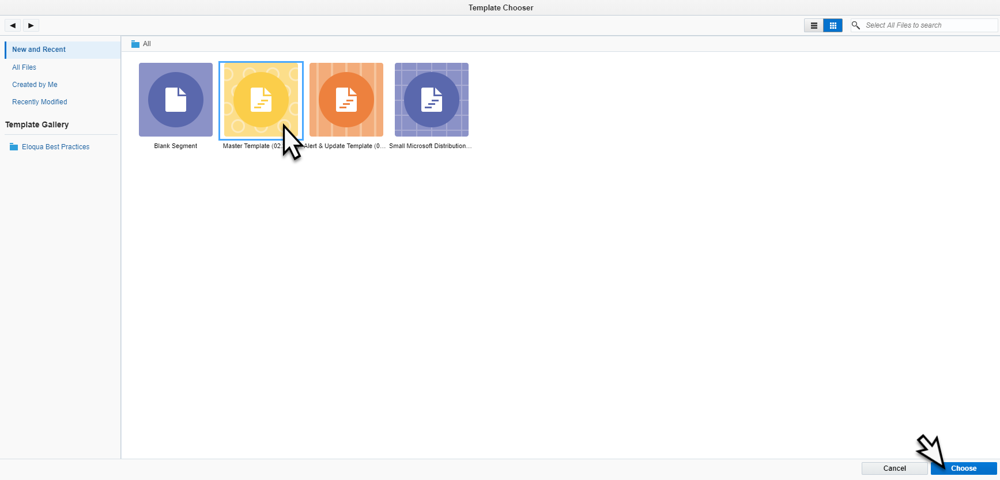 Template Chooser
Select All Files to search
New and Recent
All Files
Created by Me
Recently Modified
Template Gallery
Eloqua Best Practices
All
Blank Segment
Master Template (02.
Alert & Update Template (0...
Small Microsoft Distribution...
Cancel
Choose